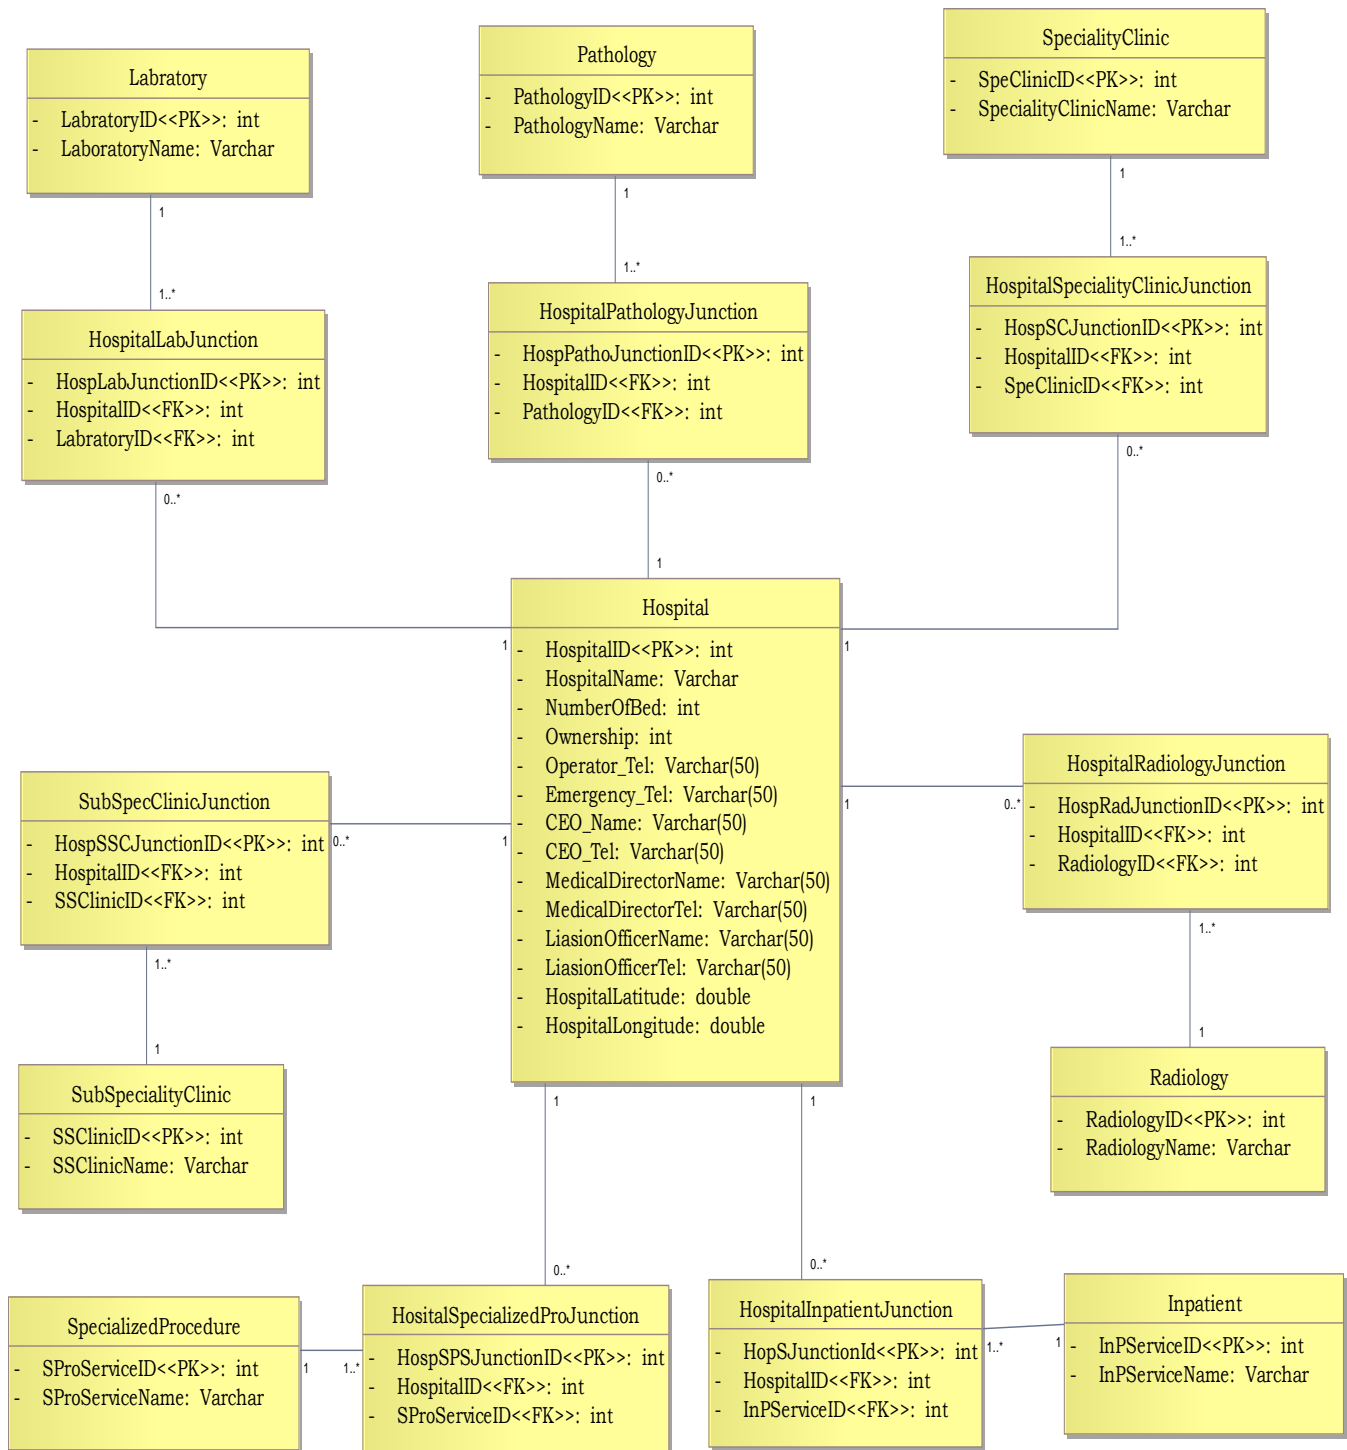 Labratory
- LabratoryID<<PK>>: int
- LaboratoryName: Varchar
1
1..*
Pathology
- PathologyID<<PK>>: int
- PathologyName: Varchar
1
1..*
SpecialityClinic
- SpeClinicID<<PK>>: int
- SpecialityClinicName: Varchar
1
1..*
HospitalLabJunction
- HospLabJunctionID<<PK>>: int
- HospitalID<<FK>>: int
- LabratoryID<<FK>>: int
0..*
1
HospitalPathologyJunction
- HospPathoJunctionID<<PK>>: int
- HospitalID<<FK>>: int
- PathologyID<<FK>>: int
0..*
1
HospitalSpecialityClinicJunction
- HospSCJunctionID<<PK>>: int
- HospitalID<<FK>>: int
- SpeClinicID<<FK>>: int
0..*
1
Hospital
- HospitalID<<PK>>: int
- HospitalName: Varchar
- NumberOfBed: int
- Ownership: int
- Operator_Tel: Varchar(50)
- Emergency_Tel: Varchar(50)
- CEO_Name: Varchar(50)
- CEO_Tel: Varchar(50)
- MedicalDirectorName: Varchar(50)
- MedicalDirectorTel: Varchar(50)
- LiasionOfficerName: Varchar(50)
- LiasionOfficerTel: Varchar(50)
- HospitalLatitude: double
- HospitalLongitude: double
SubSpecClinicJunction
- HospSSCJunctionID<<PK>>: int
- HospitalID<<FK>>: int
- SSClinicID<<FK>>: int
0..*
1
1..*
1
HospitalRadiologyJunction
- HospRadJunctionID<<PK>>: int
- HospitalID<<FK>>: int
- RadiologyID<<FK>>: int
1
0..*
1..*
1
SubSpecialityClinic
- SSClinicID<<PK>>: int
- SSClinicName: Varchar
Radiology
- RadiologyID<<PK>>: int
- RadiologyName: Varchar
1
0..*
1
0..*
SpecializedProcedure
- SProServiceID<<PK>>: int
- SProServiceName: Varchar
1
1..*
HositalSpecializedProJunction
- HospSPSJunctionID<<PK>>: int
- HospitalID<<FK>>: int
- SProServiceID<<FK>>: int
HospitalInpatientJunction
- HopSJunctionId<<PK>>: int
- HospitalID<<FK>>: int
- InPServiceID<<FK>>: int
1..*
1
Inpatient
- InPServiceID<<PK>>: int
- InPServiceName: Varchar